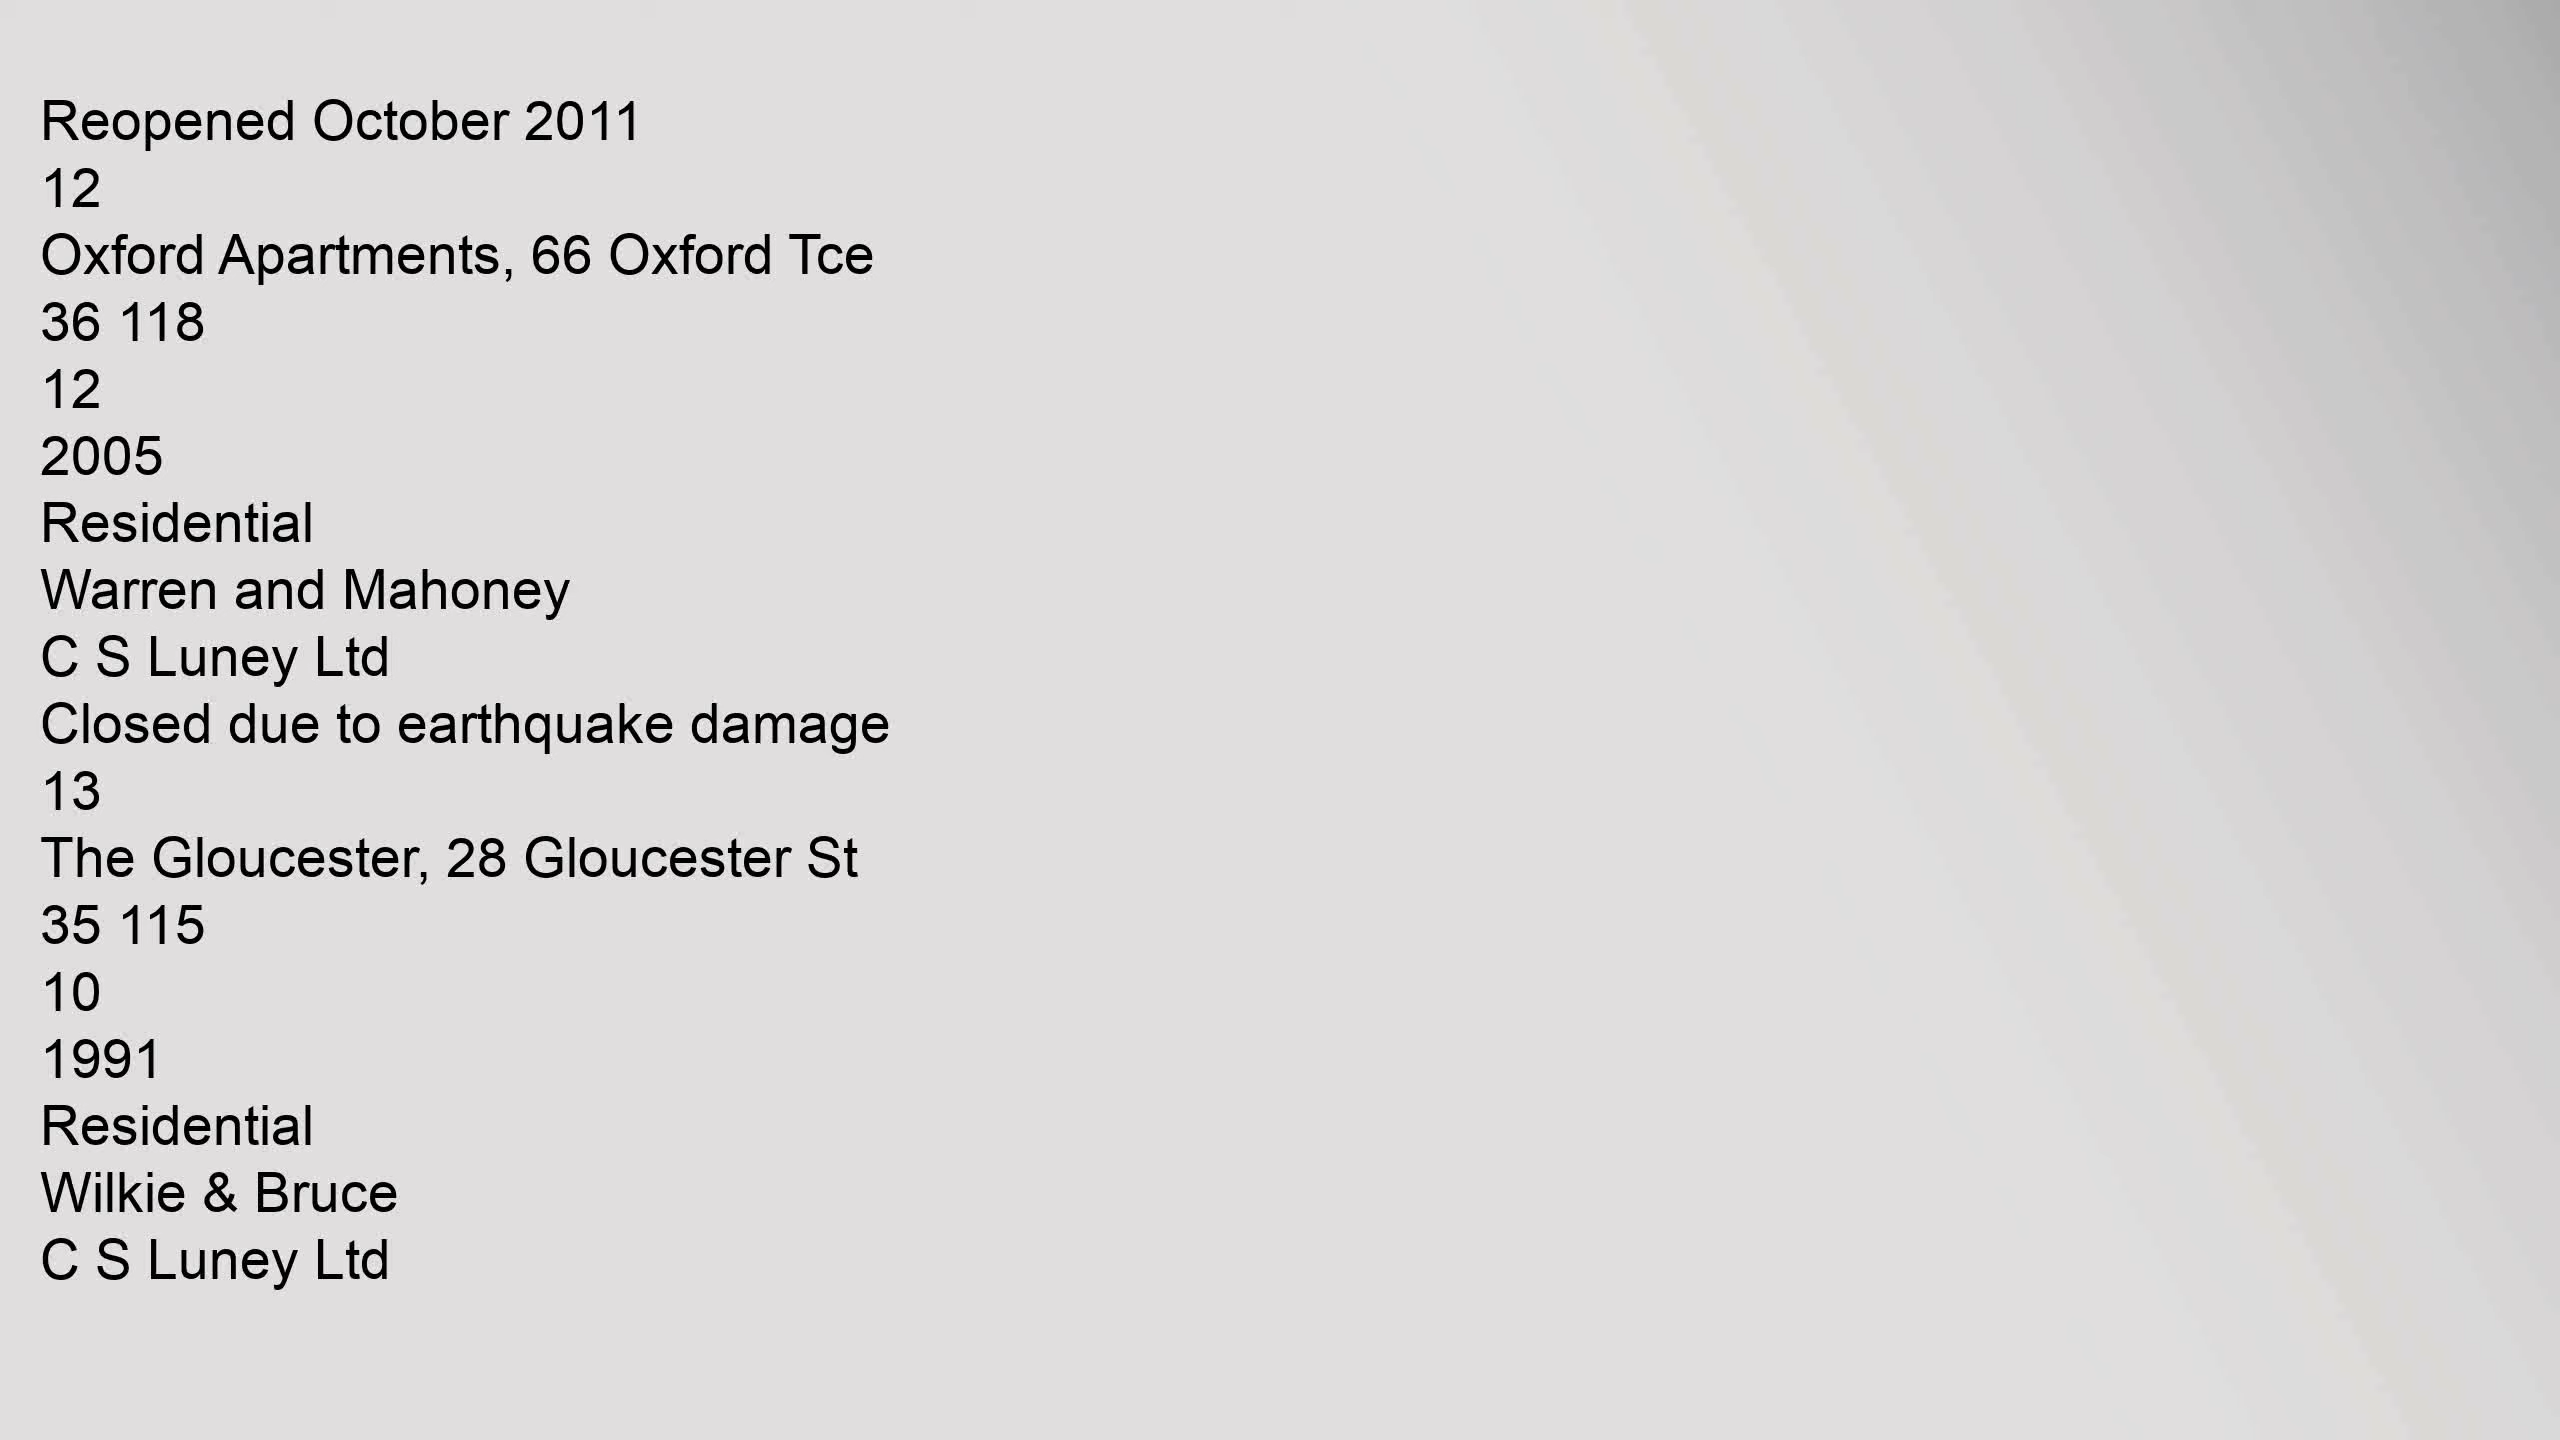 Reopened October 2011
12
Oxford Apartments, 66 Oxford Tce
36 118
12
2005
Residential
Warren and Mahoney
C S Luney Ltd
Closed due to earthquake damage
13
The Gloucester, 28 Gloucester St
35 115
10
1991
Residential
Wilkie & Bruce
C S Luney Ltd